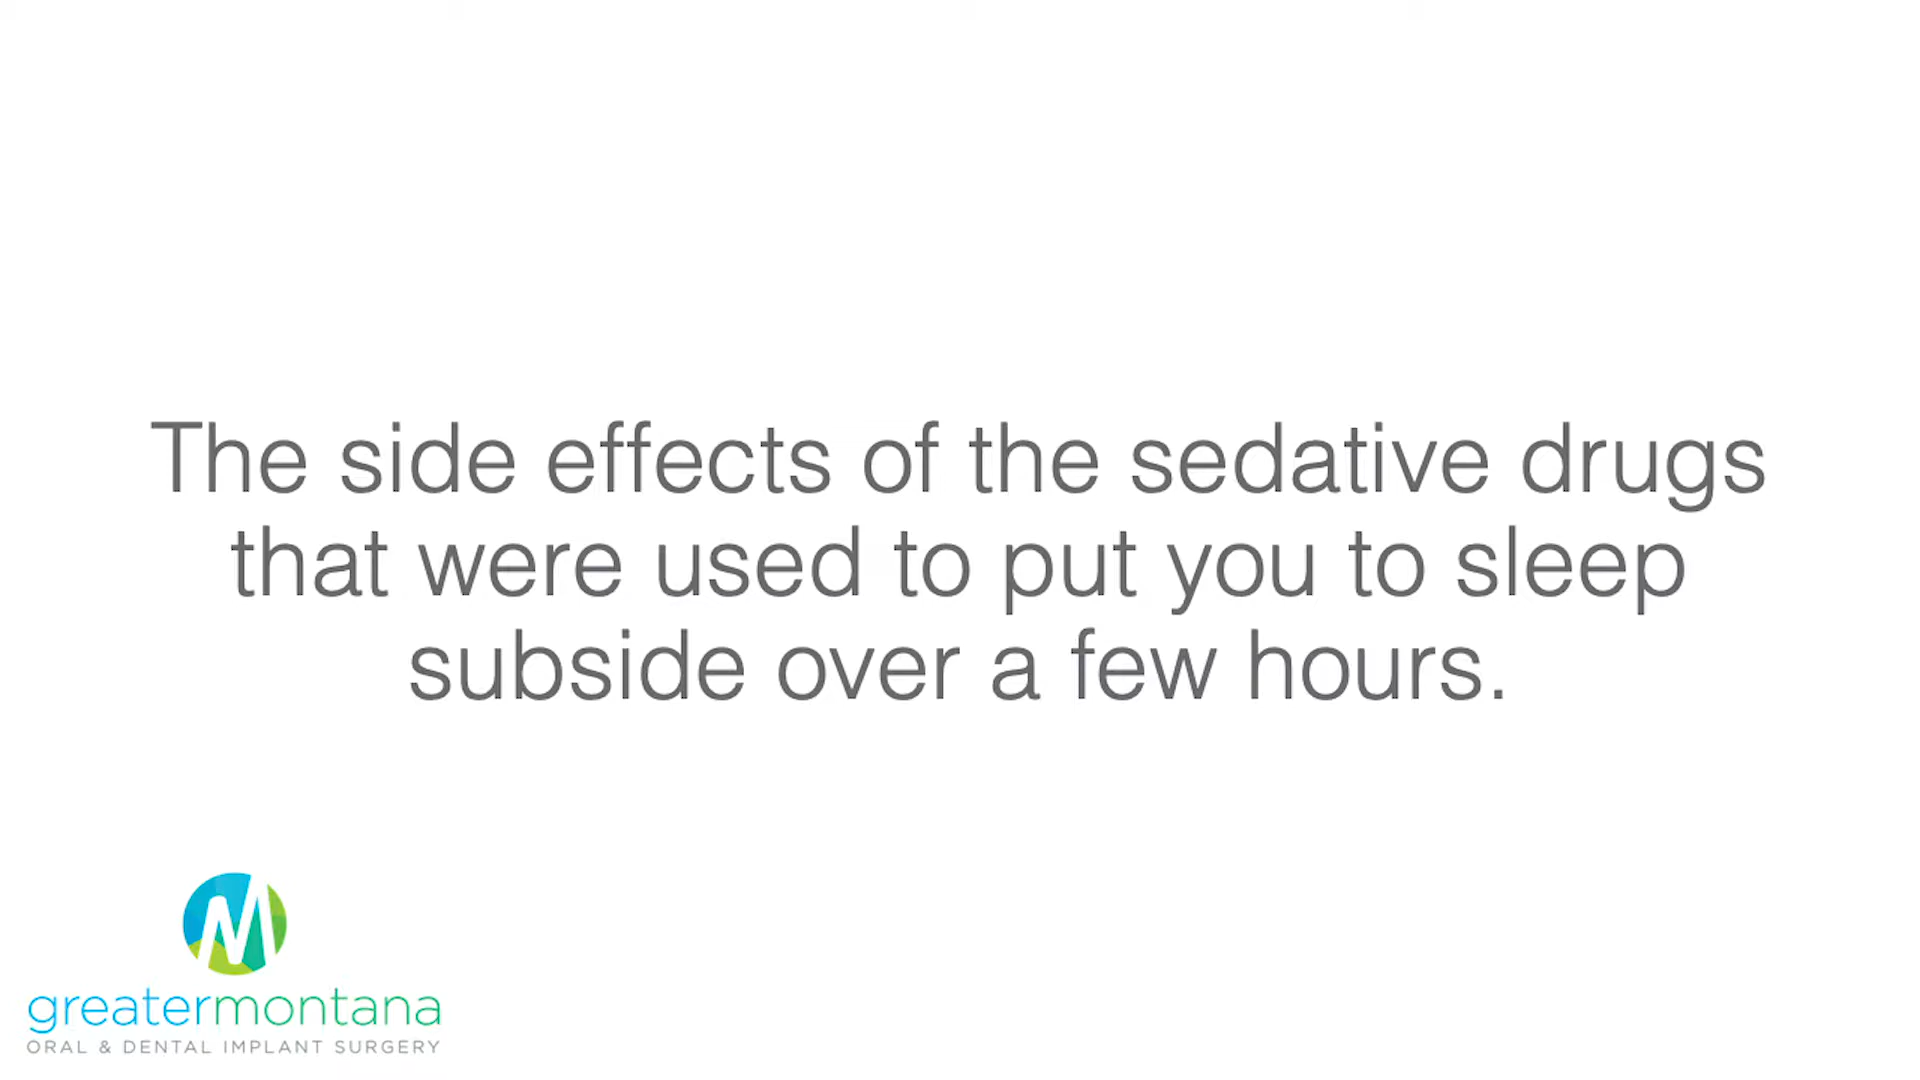 The side effects of the sedative drugs
that were used to put you to sleep
subside over a few hours.
M
greatermontana
ORAL & DENTAL IMPLANT SURGERY